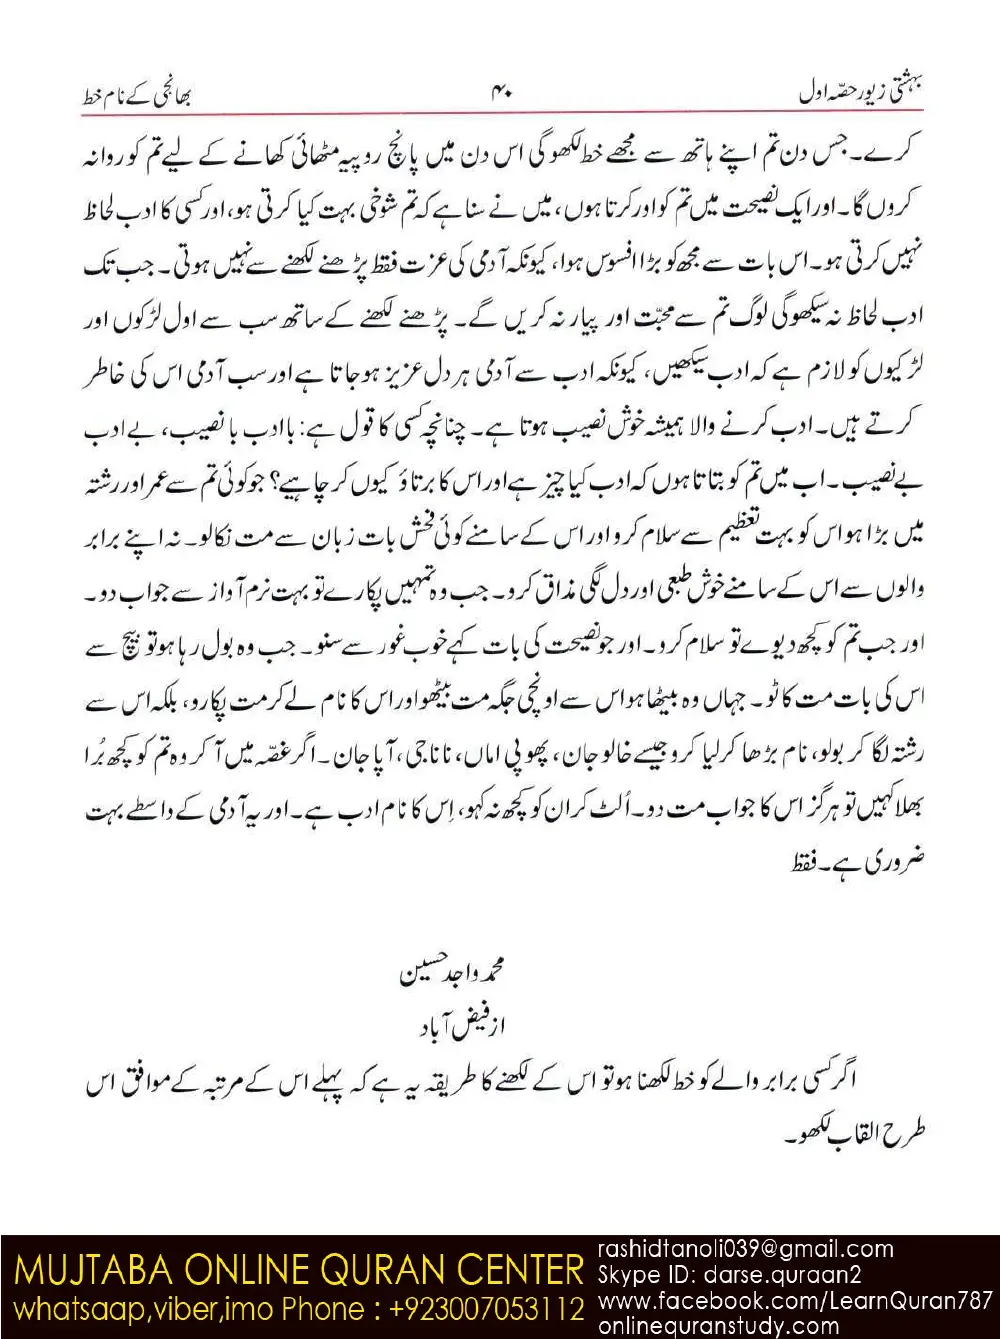 بہشتی زیور حصّہ اول ۴۰ بھانجی کے نام خط
کرے۔ جس دن تم اپنے ہاتھ سے مجھے خط لکھو گی اس دن میں پانچ روپیہ مٹھائی کھانے کے لیے تم کو روانہ
کروں گا۔ اور ایک نصیحت میں تم کو اور کرتا ہوں، میں نے سنا ہے کہ تم شوخی بہت کیا کرتی ہو، اور کسی کا ادب لحاظ
نہیں کرتی ہو۔ اس بات سے مجھ کو بڑا افسوس ہوا، کیونکہ آدمی کی عزت فقط پڑھنے لکھنے سے نہیں ہوتی۔ جب تک
ادب لحاظ نہ سیکھو گی لوگ تم سے محبّت اور پیار نہ کریں گے۔ پڑھنے لکھنے کے ساتھ سب سے اول لڑکوں اور
لڑکیوں کو لازم ہے کہ ادب سیکھیں، کیونکہ ادب سے آدمی ہر دل عزیز ہو جاتا ہے اور سب آدمی اس کی خاطر
کرتے ہیں۔ ادب کرنے والا ہمیشہ خوش نصیب ہوتا ہے۔ چنانچہ کسی کا قول ہے: با ادب با نصیب، بے ادب
بے نصیب۔ اب میں تم کو بتاتا ہوں کہ ادب کیا چیز ہے اور اس کا برتاؤ کیوں کر چاہیے؟ جو کوئی تم سے عمر اور رشتہ
میں بڑا ہو اس کو بہت تعظیم سے سلام کرو اور اس کے سامنے کوئی فحش بات زبان سے مت نکالو۔ نہ اپنے برابر
والوں سے اس کے سامنے خوش طبعی اور دل لگی مذاق کرو۔ جب وہ تمہیں پکارے تو بہت نرم آواز سے جواب دو۔
اور جب تم کو کچھ دیوے تو سلام کرو۔ اور جو نصیحت کی بات کہے خوب غور سے سنو۔ جب وہ بول رہا ہو تو بیچ سے
اس کی بات مت کاٹو۔ جہاں وہ بیٹھا ہو اس سے اونچی جگہ مت بیٹھو اور اس کا نام لے کر مت پکارو، بلکہ اس سے
رشتہ لگا کر بولو، نام بڑھا کر لیا کرو جیسے خالو جان، پھوپی اماں، نانا جی، آپا جان۔ اگر غصّہ میں آ کر وہ تم کو کچھ بُرا
بھلا کہیں تو ہرگز اس کا جواب مت دو۔ اُلٹ کر ان کو کچھ نہ کہو، اِس کا نام ادب ہے۔ اور یہ آدمی کے واسطے بہت
ضروری ہے۔ فقط
محمد واجد حسین
از فیض آباد
اگر کسی برابر والے کو خط لکھنا ہو تو اس کے لکھنے کا طریقہ یہ ہے کہ پہلے اس کے مرتبہ کے موافق اس
طرح القاب لکھو۔
MUJTABA ONLINE QURAN CENTER
whatsaap,viber,imo Phone : +923007053112
rashidtanoli039@gmail.com
Skype ID: darse.quraan2
www.facebook.com/LearnQuran787
onlinequranstudy.com